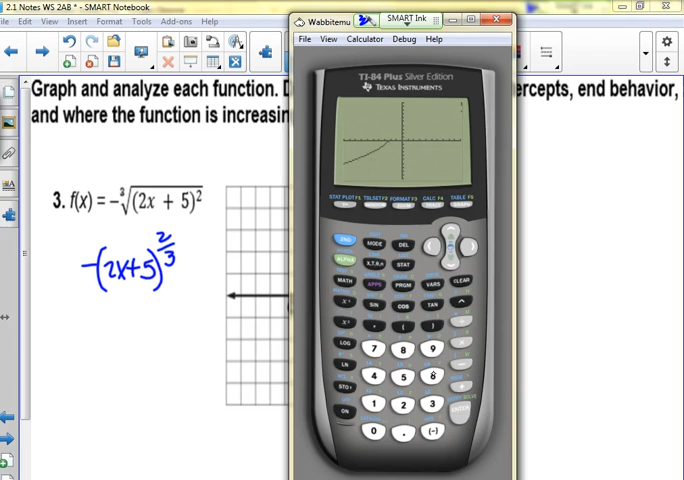 2.1 Notes WS 2AB * - SMART Notebook
File Edit View Insert Format Tools Add-ons Help
Graph and analyze each function. D
ercepts, end behavior,
and where the function is increasin
3. f(x) = -∛(2x + 5)²
-(2x+5)^(2/3)
Wabbitemu
SMART Ink
File View Calculator Debug Help
TI-84 Plus Silver Edition
TEXAS INSTRUMENTS
STAT PLOT F1 TBLSET F2 FORMAT F3 CALC F4 TABLE F5
2ND MODE DEL
ALPHA X,T,θ,n STAT
MATH APPS PRGM VARS CLEAR
X⁻¹ SIN COS TAN ^
X² , ( )
LOG 7 8 9
LN 4 5 6
STO 1 2 3
ON 0 . (-) ENTER